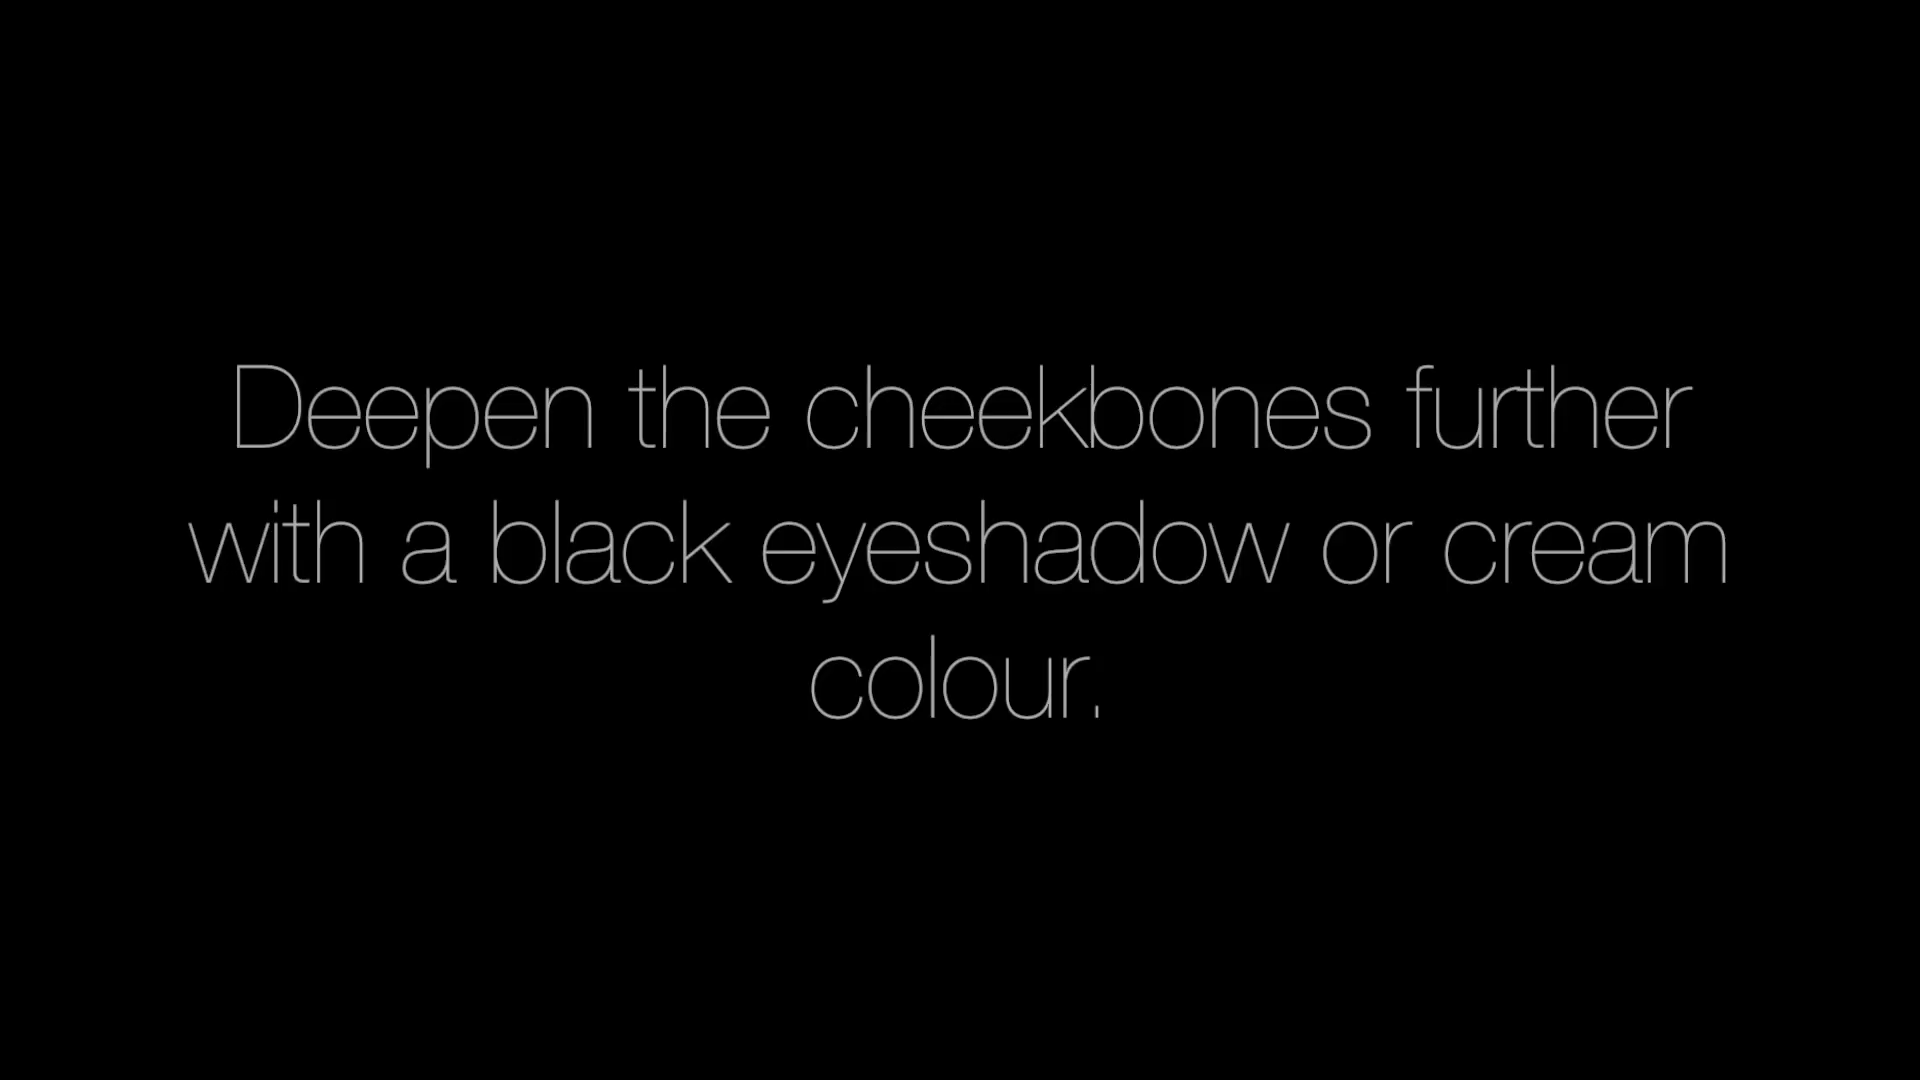 Deepen the cheekbones further
with a black eyeshadow or cream
colour.